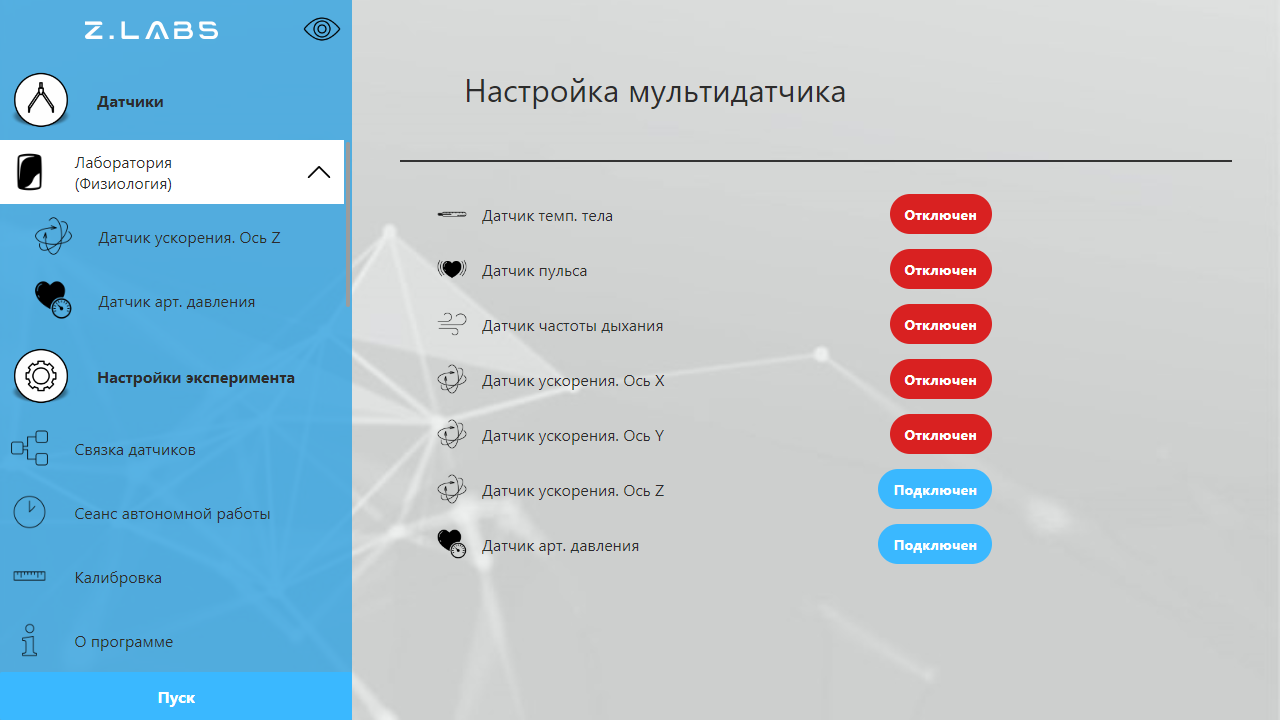 Z.LABS
Датчики
Лаборатория
(Физиология)
Датчик ускорения. Ось Z
Датчик арт. давления
Настройки эксперимента
Связка датчиков
Сеанс автономной работы
Калибровка
О программе
Пуск
Настройка мультидатчика
Датчик темп. тела Отключен
Датчик пульса Отключен
Датчик частоты дыхания Отключен
Датчик ускорения. Ось X Отключен
Датчик ускорения. Ось Y Отключен
Датчик ускорения. Ось Z Подключен
Датчик арт. давления Подключен